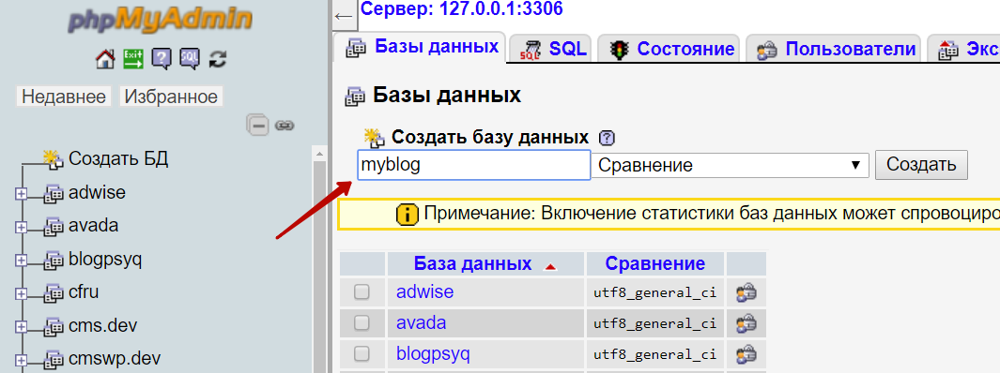 phpMyAdmin
Exit
SQL
Недавнее Избранное
Создать БД
adwise
avada
blogpsyq
cfru
cms.dev
cmswp.dev
Сервер: 127.0.0.1:3306
Базы данных SQL Состояние Пользователи Экс
Базы данных
Создать базу данных
myblog Сравнение Создать
Примечание: Включение статистики баз данных может спровоциро
База данных Сравнение
adwise utf8_general_ci
avada utf8_general_ci
blogpsyq utf8_general_ci